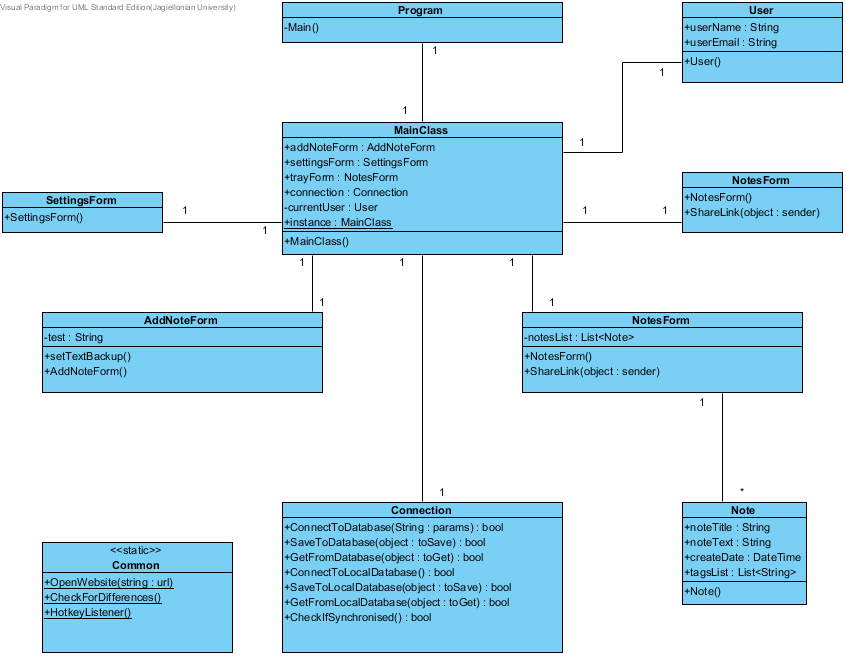 Visual Paradigm for UML Standard Edition(Jagiellonian University)
Program
-Main()
1
1
User
+userName : String
+userEmail : String
+User()
1
1
MainClass
+addNoteForm : AddNoteForm
+settingsForm : SettingsForm
+trayForm : NotesForm
+connection : Connection
-currentUser : User
+instance : MainClass
+MainClass()
SettingsForm
+SettingsForm()
1
1
NotesForm
+NotesForm()
+ShareLink(object : sender)
1
1
1
1
1
1
1
AddNoteForm
-test : String
+setTextBackup()
+AddNoteForm()
NotesForm
-notesList : List<Note>
+NotesForm()
+ShareLink(object : sender)
1
*
1
Connection
+ConnectToDatabase(String : params) : bool
+SaveToDatabase(object : toSave) : bool
+GetFromDatabase(object : toGet) : bool
+ConnectToLocalDatabase() : bool
+SaveToLocalDatabase(object : toSave) : bool
+GetFromLocalDatabase(object : toGet) : bool
+CheckIfSynchronised() : bool
Note
+noteTitle : String
+noteText : String
+createDate : DateTime
+tagsList : List<String>
+Note()
<<static>>
Common
+OpenWebsite(string : url)
+CheckForDifferences()
+HotkeyListener()